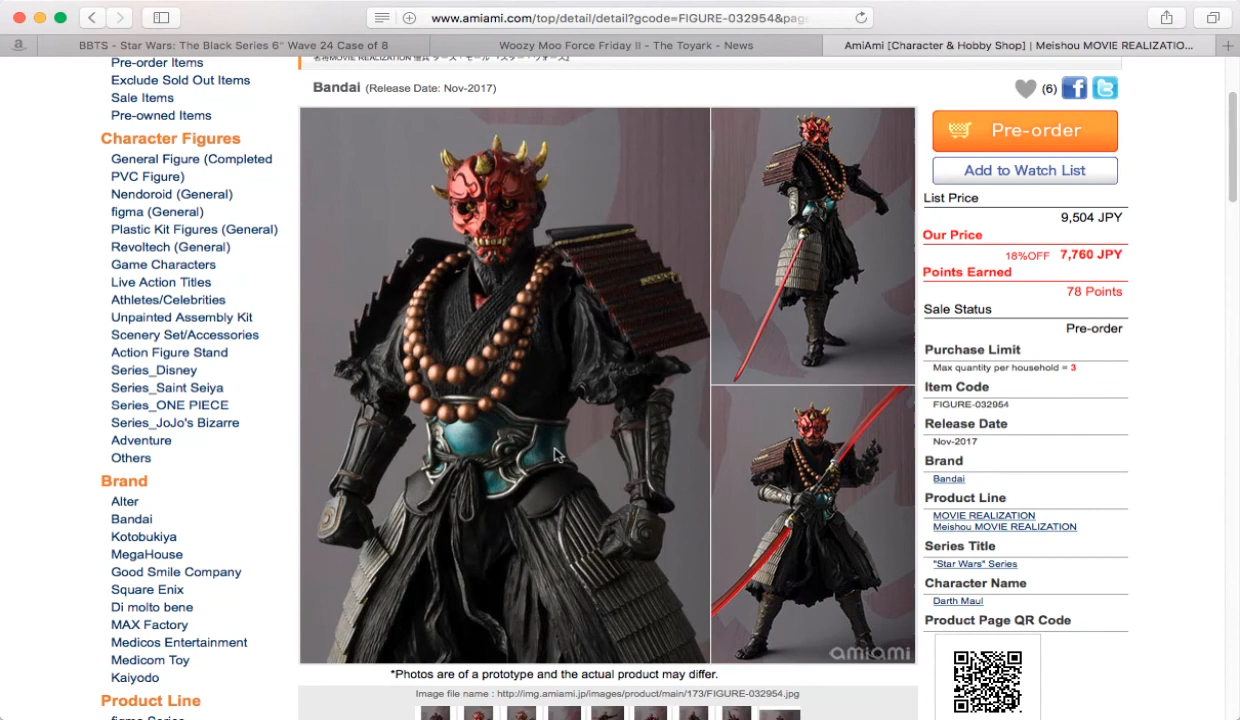 www.amiami.com/top/detail/detail?gcode=FIGURE-032954&page
BBTS - Star Wars: The Black Series 6" Wave 24 Case of 8
Woozy Moo Force Friday II - The Toyark - News
AmiAmi [Character & Hobby Shop] | Meishou MOVIE REALIZATIO...
Pre-order Items
Exclude Sold Out Items
Sale Items
Pre-owned Items
Character Figures
General Figure (Completed
PVC Figure)
Nendoroid (General)
figma (General)
Plastic Kit Figures (General)
Revoltech (General)
Game Characters
Live Action Titles
Athletes/Celebrities
Unpainted Assembly Kit
Scenery Set/Accessories
Action Figure Stand
Series_Disney
Series_Saint Seiya
Series_ONE PIECE
Series_JoJo's Bizarre
Adventure
Others
Brand
Alter
Bandai
Kotobukiya
MegaHouse
Good Smile Company
Square Enix
Di molto bene
MAX Factory
Medicos Entertainment
Medicom Toy
Kaiyodo
Product Line
Bandai (Release Date: Nov-2017)
amiami
*Photos are of a prototype and the actual product may differ.
Image file name : http://img.amiami.jp/images/product/main/173/FIGURE-032954.jpg
(6)
Pre-order
Add to Watch List
List Price
9,504 JPY
Our Price
18%OFF 7,760 JPY
Points Earned
78 Points
Sale Status
Pre-order
Purchase Limit
Max quantity per household = 3
Item Code
FIGURE-032954
Release Date
Nov-2017
Brand
Bandai
Product Line
MOVIE REALIZATION
Meishou MOVIE REALIZATION
Series Title
"Star Wars" Series
Character Name
Darth Maul
Product Page QR Code